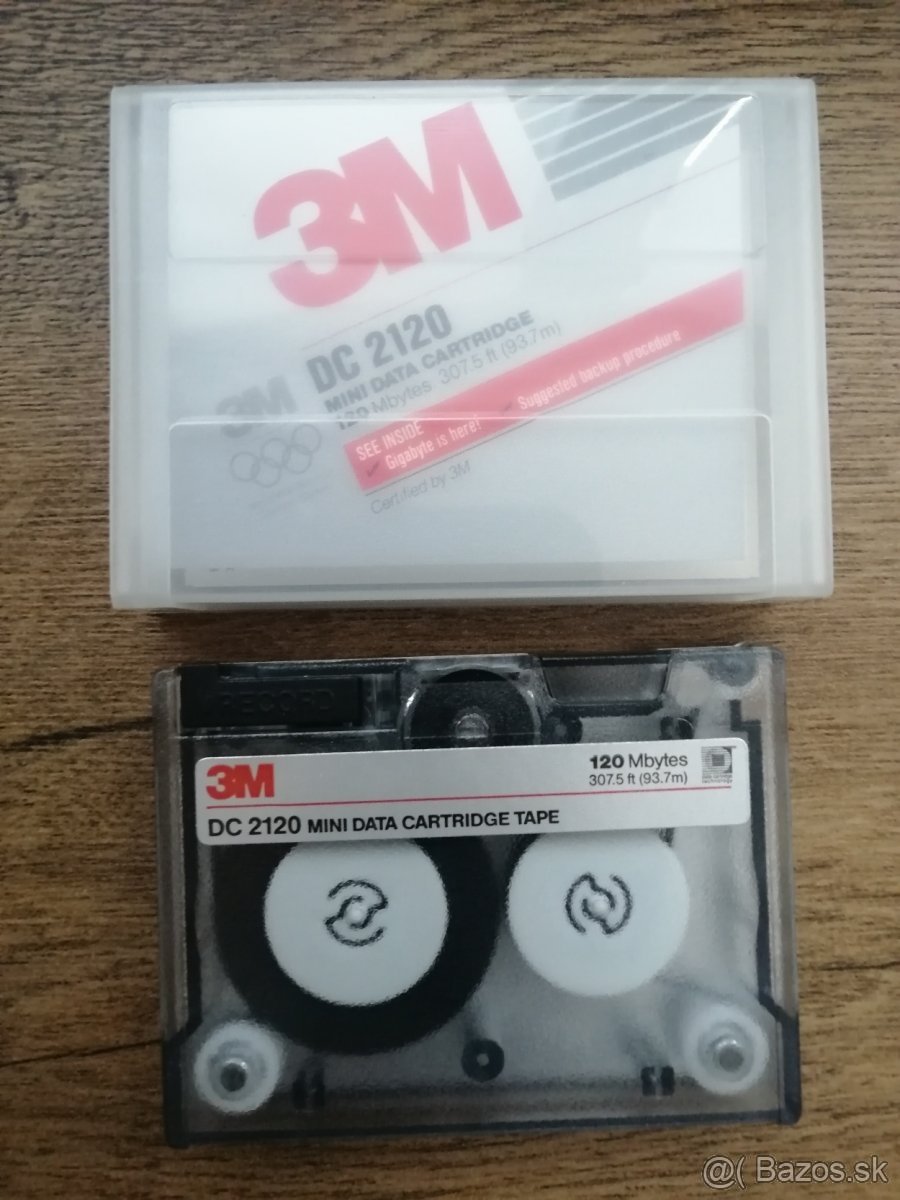 3M
DC 2120
MINI DATA CARTRIDGE
120 Mbytes 307.5 ft (93.7m)
3M
SEE INSIDE
✓ Gigabyte is here! ✓ Suggested backup procedure
Certified by 3M
RECORD
3M
120 Mbytes
307.5 ft (93.7m)
DC 2120 MINI DATA CARTRIDGE TAPE
@( Bazos.sk